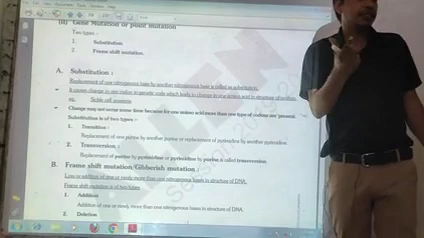 (II) Gene Mutation or point mutation
Two types :
1. Substitution
2. Frame shift mutation.
A. Substitution :
Replacement of one nitrogenous base by another nitrogenous base is called as substitution.
It causes change in one codon in genetic code which leads to change in one amino acid in structure of
eg. Sickle cell anaemia
Change may not occur some time because for one amino acid more than one type of codons are present.
Substitution is of two types :-
1. Transition :
Replacement of one purine by another purine or replacement of pyrimidine by another pyrimidine.
2. Transversion :
Replacement of purine by pyrimidine or pyrimidine by purine is called transversion.
B. Frame shift mutation/Gibberish mutation :
Loss or addition of one or rarely more than one nitrogenous bases in structure of DNA.
Frame shift mutation is of two types
1. Addition
Addition of one or rarely more than one nitrogenous bases in structure of DNA.
2. Deletion
ALLEN